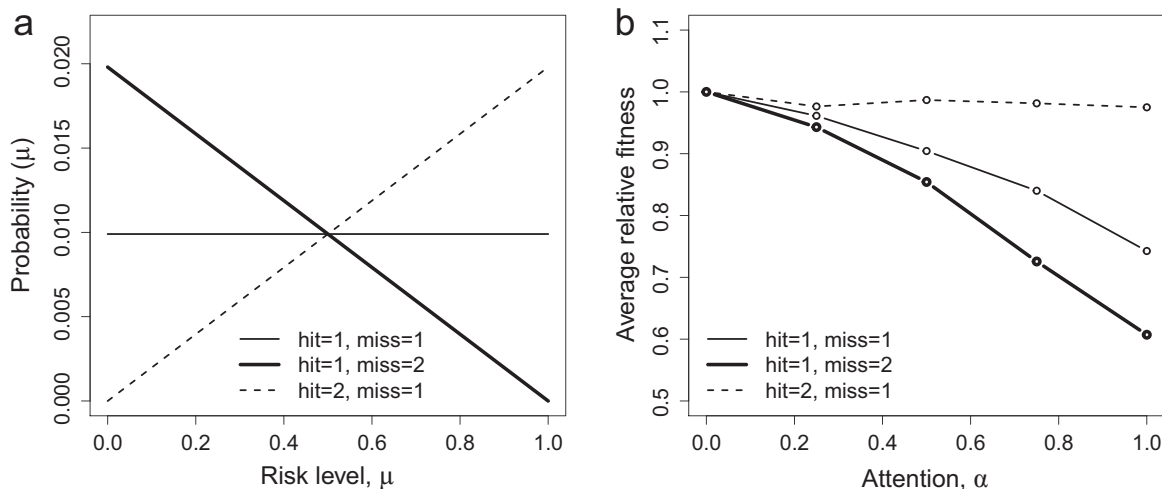 a
Probability (μ)
0.020
0.015
0.010
0.005
0.000
hit=1, miss=1
hit=1, miss=2
hit=2, miss=1
0.0 0.2 0.4 0.6 0.8 1.0
Risk level, μ
b
Average relative fitness
1.1
1.0
0.9
0.8
0.7
0.6
0.5
hit=1, miss=1
hit=1, miss=2
hit=2, miss=1
0.0 0.2 0.4 0.6 0.8 1.0
Attention, α